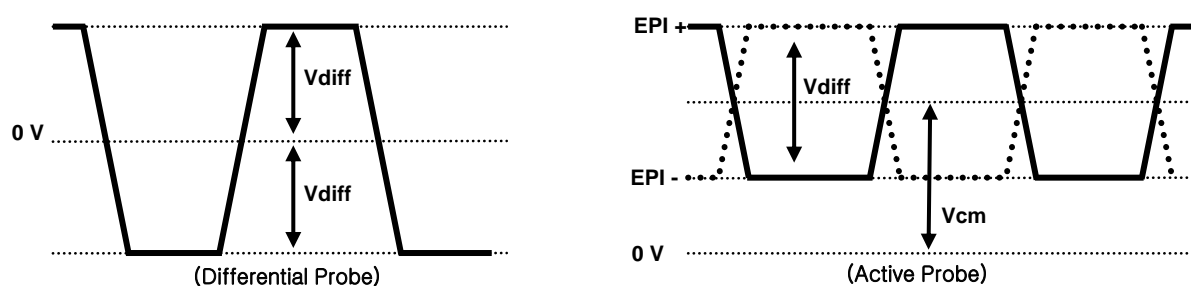 Vdiff
0 V
Vdiff
(Differential Probe)
EPI +
Vdiff
EPI -
Vcm
0 V
(Active Probe)